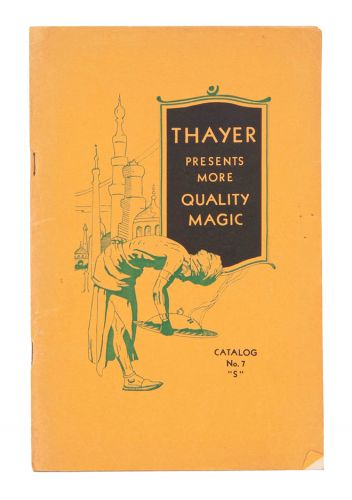 THAYER
PRESENTS
MORE
QUALITY
MAGIC
CATALOG
No. 7
"S"